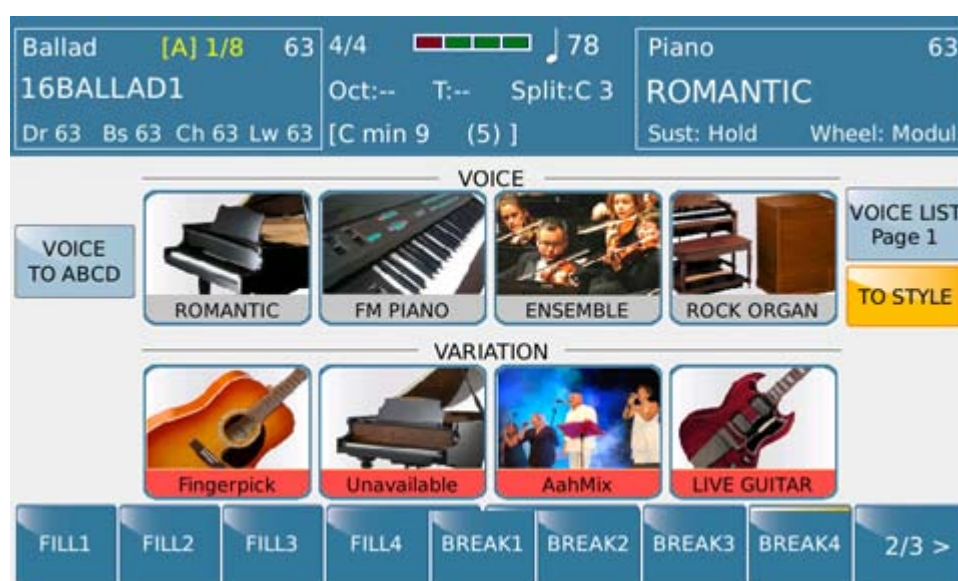 Ballad [A] 1/8 63
16BALLAD1
Dr 63 Bs 63 Ch 63 Lw 63
4/4 78
Oct:-- T:-- Split:C 3
[C min 9 (5) ]
Piano 63
ROMANTIC
Sust: Hold Wheel: Modul
VOICE
VOICE
TO ABCD
ROMANTIC FM PIANO ENSEMBLE ROCK ORGAN
VOICE LIST
Page 1
TO STYLE
VARIATION
Fingerpick Unavailable AahMix LIVE GUITAR
FILL1 FILL2 FILL3 FILL4 BREAK1 BREAK2 BREAK3 BREAK4 2/3 >